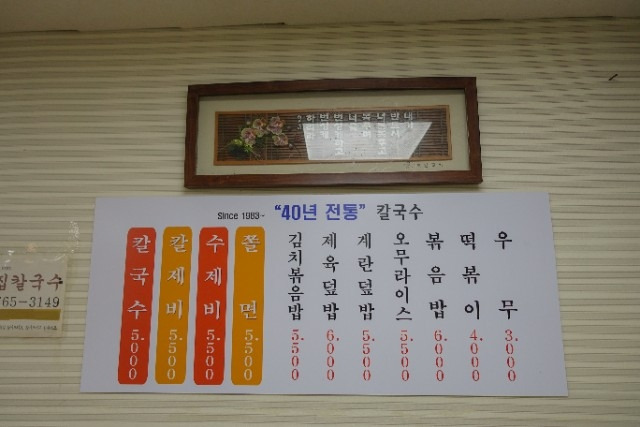 Since 1983~ "40년 전통" 칼국수
칼국수 5.000
칼제비 5.500
수제비 5.500
쫄면 5.500
김치볶음밥 5.500
제육덮밥 6.000
계란덮밥 5.500
오무라이스 5.500
볶음밥 6.000
떡볶이 4.000
우무 3.000
집칼국수
765-3149